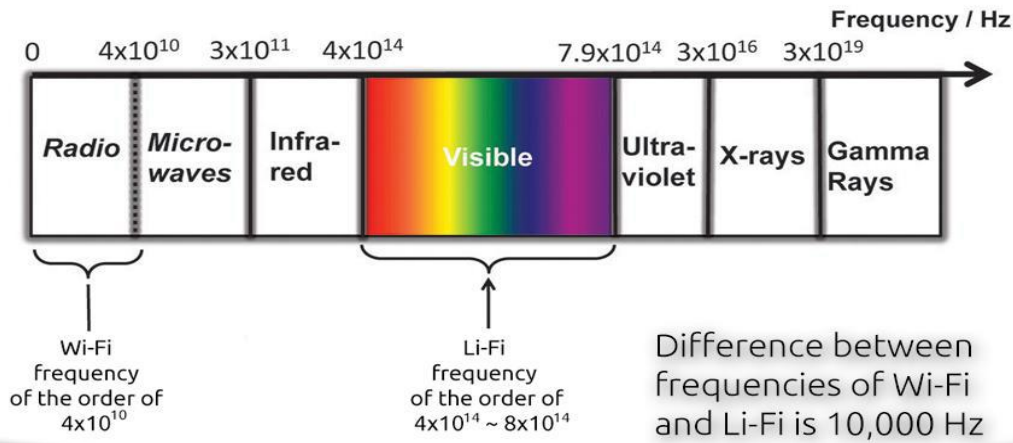 Frequency / Hz
0 4x10¹⁰ 3x10¹¹ 4x10¹⁴ 7.9x10¹⁴ 3x10¹⁶ 3x10¹⁹
Radio
Micro-
waves
Infra-
red
Visible
Ultra-
violet
X-rays
Gamma
Rays
Wi-Fi
frequency
of the order of
4x10¹⁰
Li-Fi
frequency
of the order of
4x10¹⁴ ~ 8x10¹⁴
Difference between
frequencies of Wi-Fi
and Li-Fi is 10,000 Hz